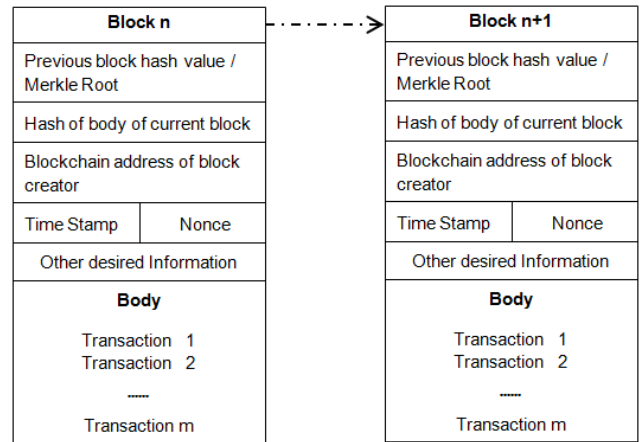 Block n
Previous block hash value /
Merkle Root
Hash of body of current block
Blockchain address of block
creator
Time Stamp
Nonce
Other desired Information
Body
Transaction 1
Transaction 2
......
Transaction m
Block n+1
Previous block hash value /
Merkle Root
Hash of body of current block
Blockchain address of block
creator
Time Stamp
Nonce
Other desired Information
Body
Transaction 1
Transaction 2
......
Transaction m